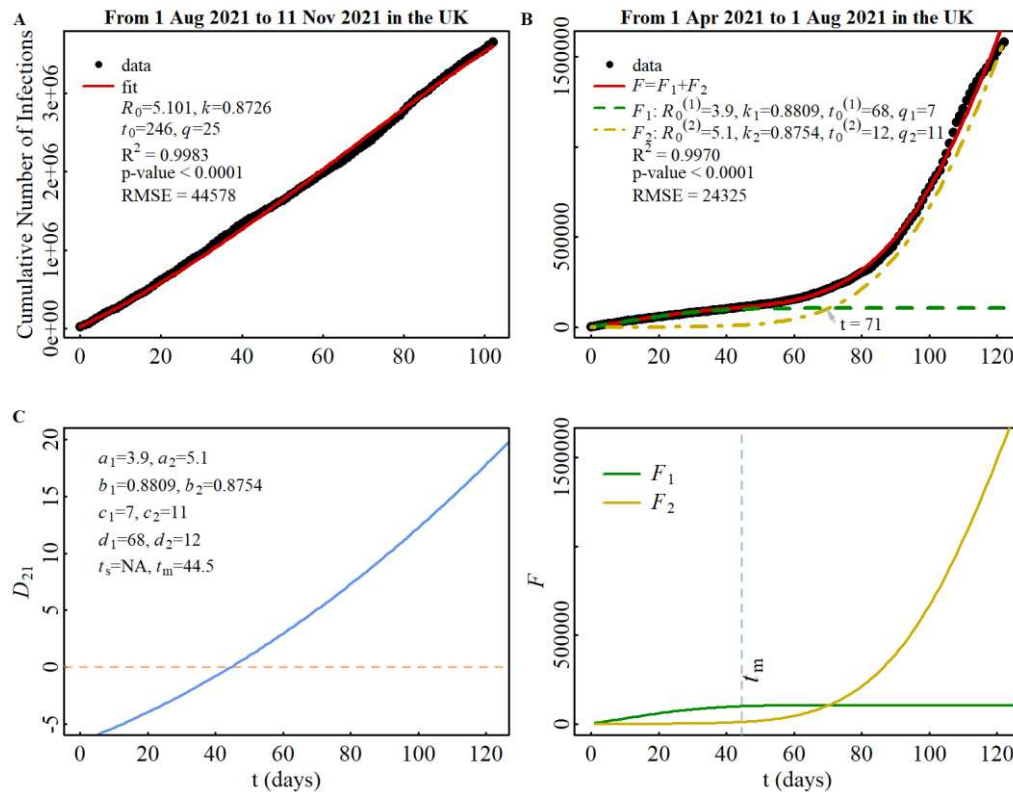 A From 1 Aug 2021 to 11 Nov 2021 in the UK
Cumulative Number of Infections
0e+00 1e+06 2e+06 3e+06
data
fit
R0=5.101, k=0.8726
t0=246, q=25
R² = 0.9983
p-value < 0.0001
RMSE = 44578
0 20 40 60 80 100
B From 1 Apr 2021 to 1 Aug 2021 in the UK
0 500000 1500000
data
F=F1+F2
F1: R0(1)=3.9, k1=0.8809, t0(1)=68, q1=7
F2: R0(2)=5.1, k2=0.8754, t0(2)=12, q2=11
R² = 0.9970
p-value < 0.0001
RMSE = 24325
t = 71
0 20 40 60 80 100 120
C
D21
-5 0 5 10 15 20
a1=3.9, a2=5.1
b1=0.8809, b2=0.8754
c1=7, c2=11
d1=68, d2=12
ts=NA, tm=44.5
0 20 40 60 80 100 120
t (days)
F
0 500000 1500000
F1
F2
tm
0 20 40 60 80 100 120
t (days)